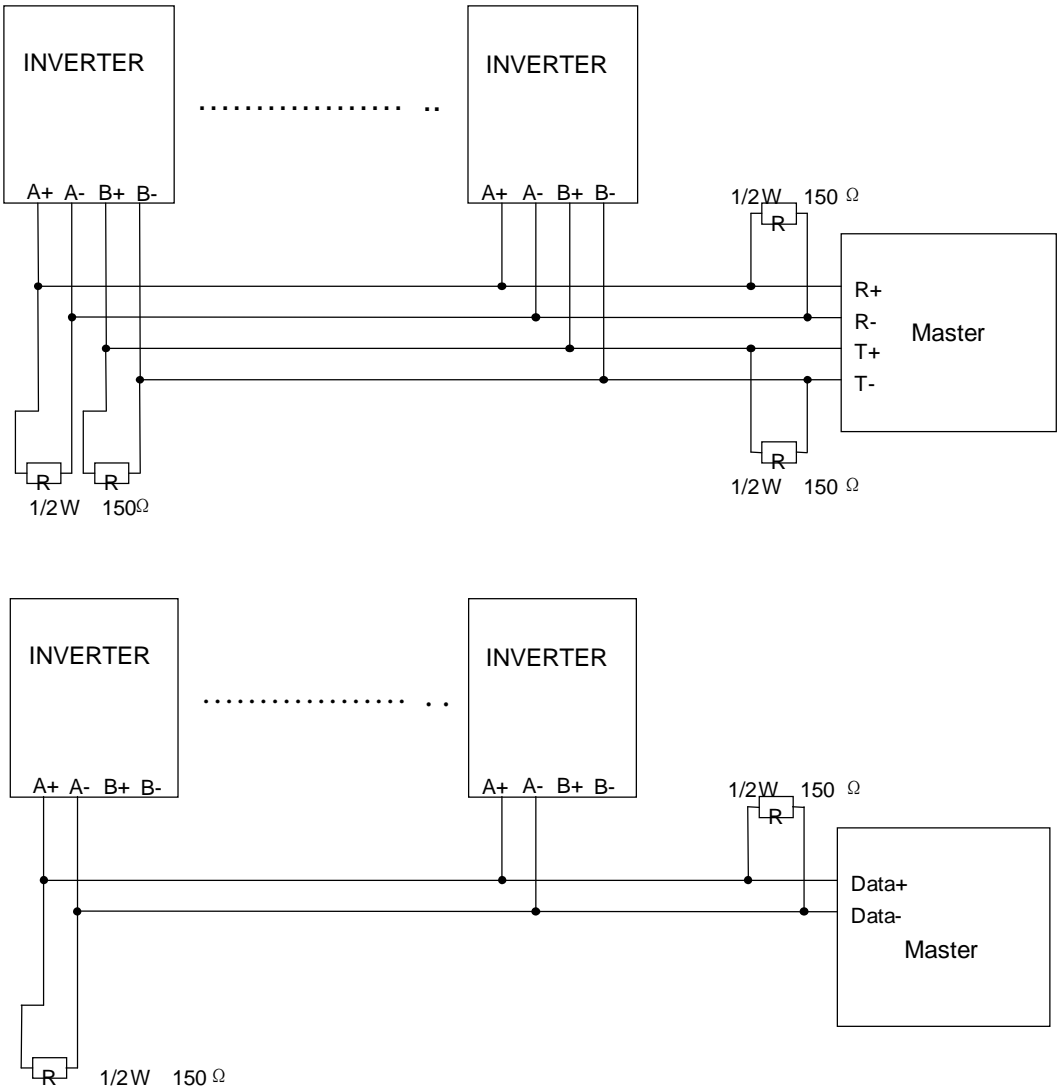 INVERTER
INVERTER
.................. ..
A+ A- B+ B-
A+ A- B+ B-
1/2W 150 Ω
R
R+
R-
Master
T+
T-
R R
R
1/2W 150Ω
1/2W 150 Ω
INVERTER
INVERTER
.................. . .
A+ A- B+ B-
A+ A- B+ B-
1/2W 150 Ω
R
Data+
Data-
Master
R 1/2W 150 Ω